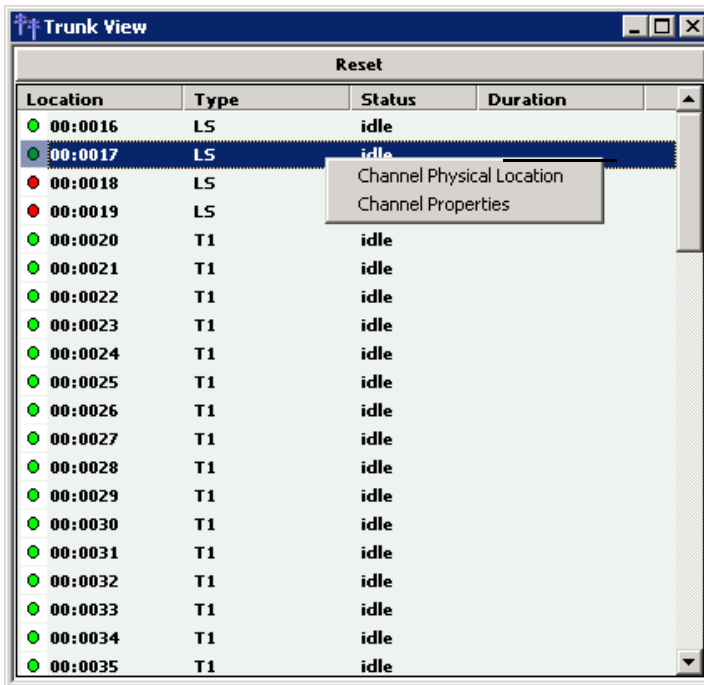 Trunk View
Reset
Location Type Status Duration
00:0016 LS idle
00:0017 LS idle
Channel Physical Location
00:0018 LS
Channel Properties
00:0019 LS
00:0020 T1 idle
00:0021 T1 idle
00:0022 T1 idle
00:0023 T1 idle
00:0024 T1 idle
00:0025 T1 idle
00:0026 T1 idle
00:0027 T1 idle
00:0028 T1 idle
00:0029 T1 idle
00:0030 T1 idle
00:0031 T1 idle
00:0032 T1 idle
00:0033 T1 idle
00:0034 T1 idle
00:0035 T1 idle